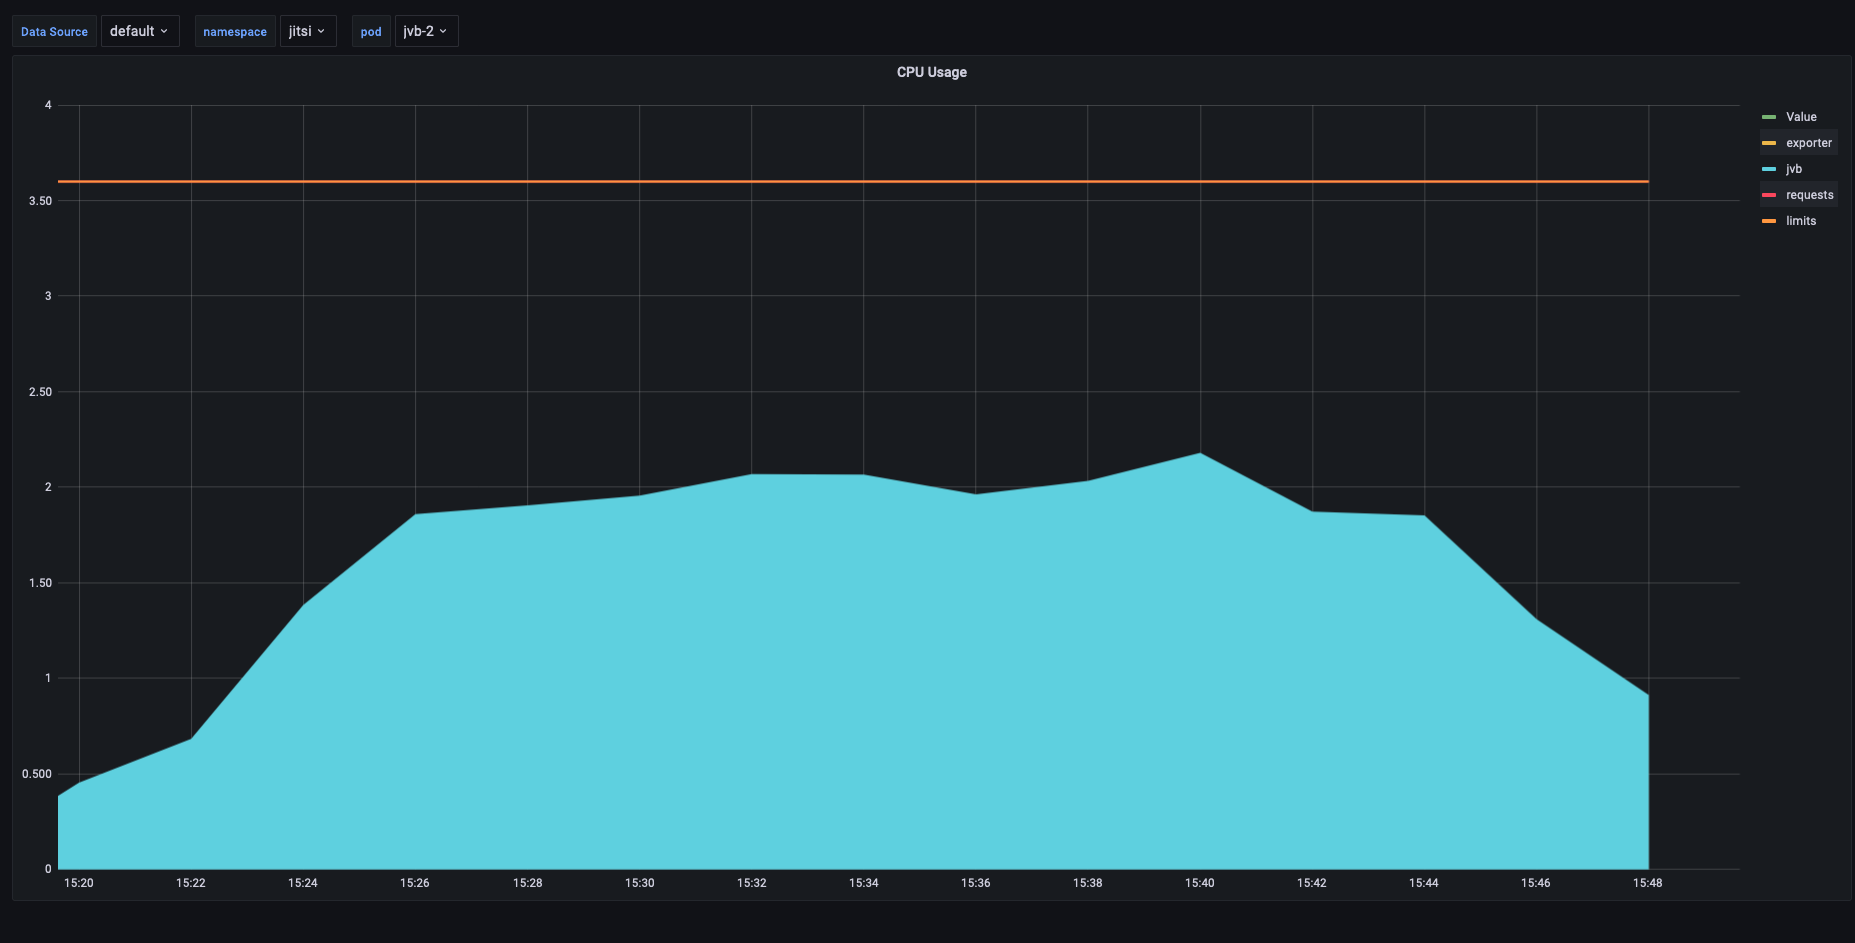 Data Source default namespace jitsi pod jvb-2
CPU Usage
4
3.50
3
2.50
2
1.50
1
0.500
0
15:20 15:22 15:24 15:26 15:28 15:30 15:32 15:34 15:36 15:38 15:40 15:42 15:44 15:46 15:48
Value
exporter
jvb
requests
limits